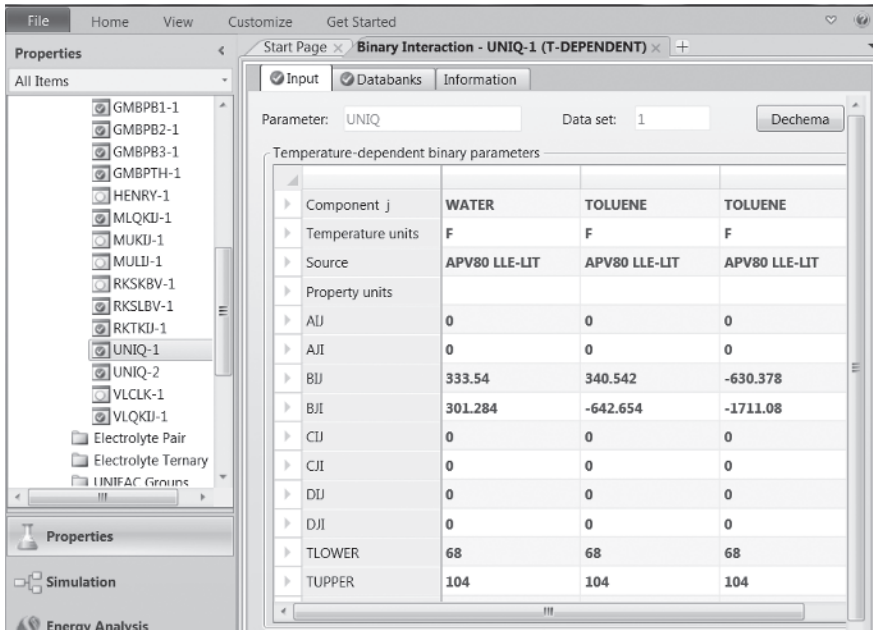 File Home View Customize Get Started
Properties
All Items
GMBPB1-1
GMBPB2-1
GMBPB3-1
GMBPTH-1
HENRY-1
MLQKIJ-1
MUKIJ-1
MULIJ-1
RKSKBV-1
RKSLBV-1
RKTKIJ-1
UNIQ-1
UNIQ-2
VLCLK-1
VLQKIJ-1
Electrolyte Pair
Electrolyte Ternary
UNIFAC Groups
Properties
Simulation
Energy Analysis
Start Page Binary Interaction - UNIQ-1 (T-DEPENDENT)
Input Databanks Information
Parameter: UNIQ Data set: 1 Dechema
Temperature-dependent binary parameters
Component j WATER TOLUENE TOLUENE
Temperature units F F F
Source APV80 LLE-LIT APV80 LLE-LIT APV80 LLE-LIT
Property units
AIJ 0 0 0
AJI 0 0 0
BIJ 333.54 340.542 -630.378
BJI 301.284 -642.654 -1711.08
CIJ 0 0 0
CJI 0 0 0
DIJ 0 0 0
DJI 0 0 0
TLOWER 68 68 68
TUPPER 104 104 104